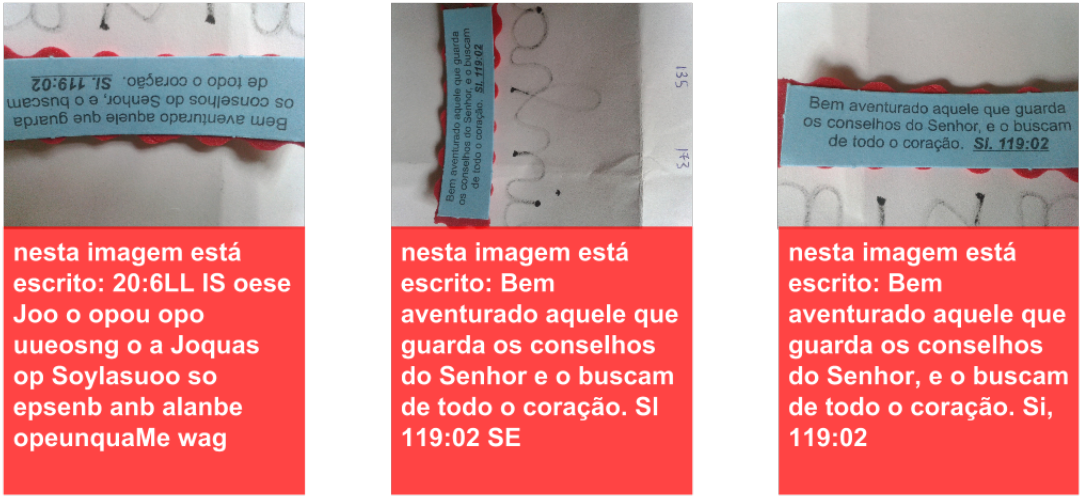 Bem aventurado aquele que guarda
os conselhos do Senhor, e o buscam
de todo o coração. Sl. 119:02
nesta imagem está
escrito: 20:6LL IS oese
Joo o opou opo
uueosng o a Joquas
op Soylasuoo so
epsenb anb alanbe
opeunquaMe wag
Bem aventurado aquele que guarda
os conselhos do Senhor, e o buscam
de todo o coração. Sl. 119:02
135
173
nesta imagem está
escrito: Bem
aventurado aquele que
guarda os conselhos
do Senhor e o buscam
de todo o coração. SI
119:02 SE
Bem aventurado aquele que guarda
os conselhos do Senhor, e o buscam
de todo o coração. Sl. 119:02
nesta imagem está
escrito: Bem
aventurado aquele que
guarda os conselhos
do Senhor, e o buscam
de todo o coração. Si,
119:02